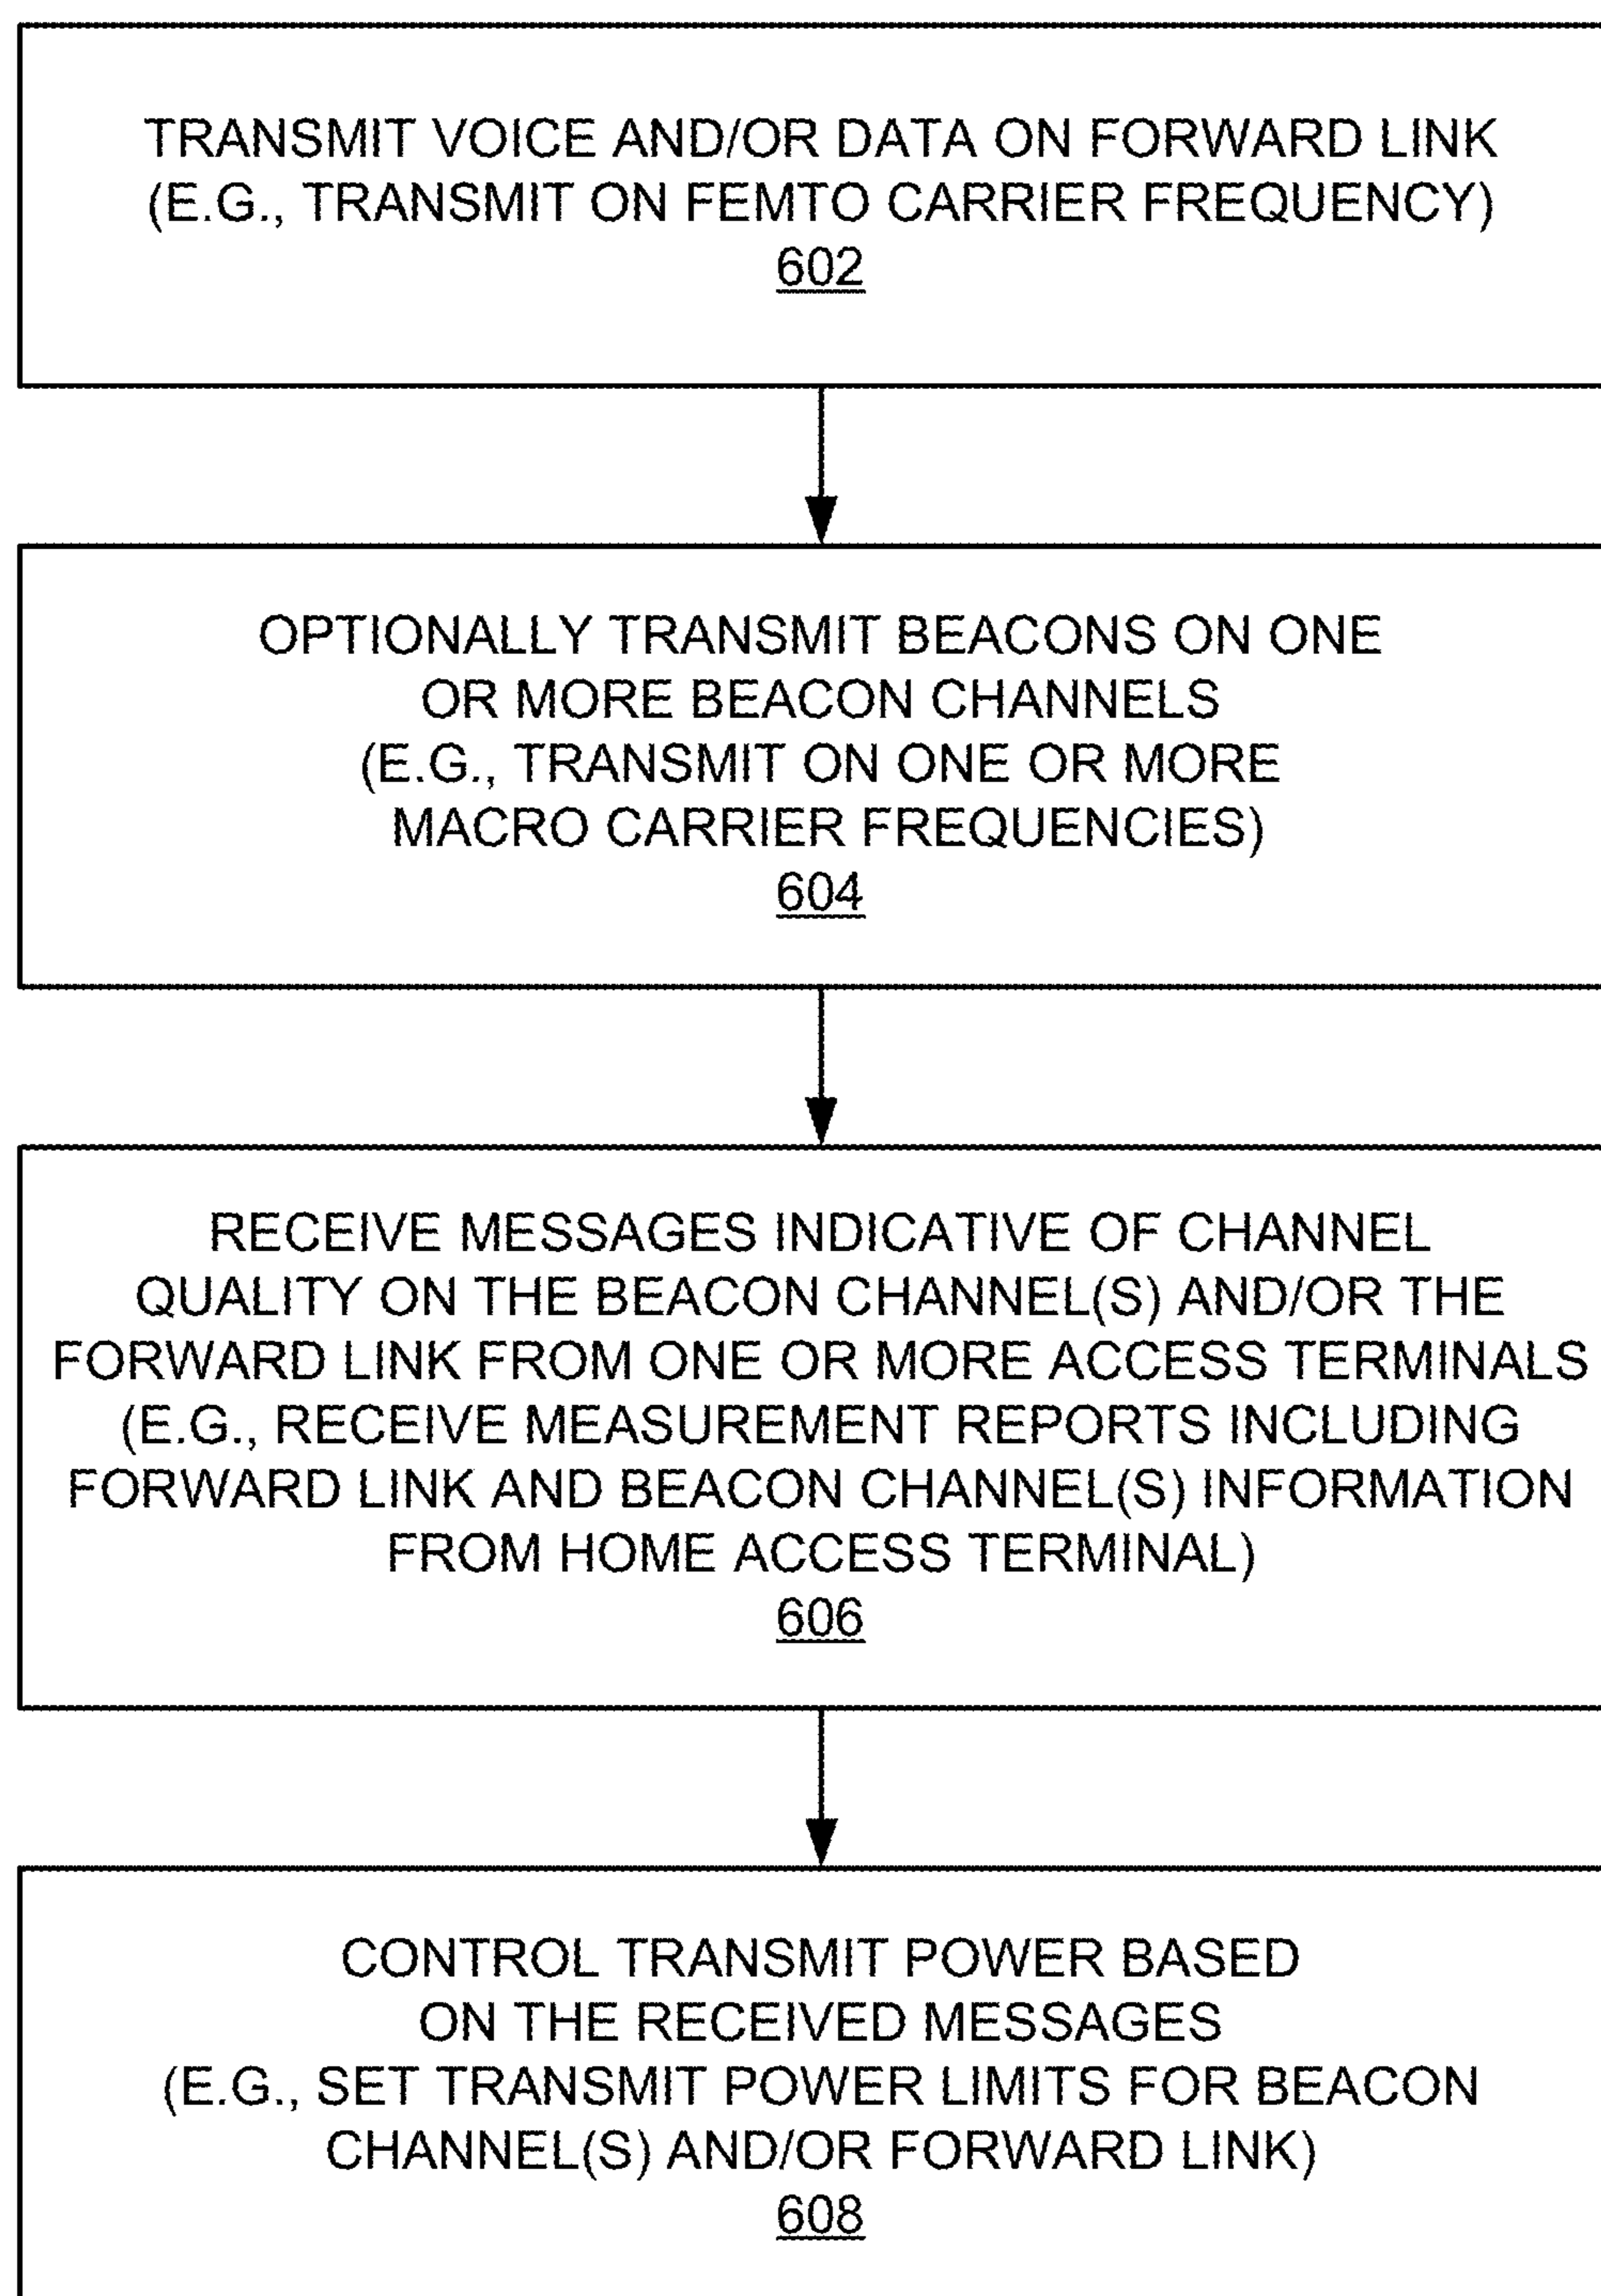 TRANSMIT VOICE AND/OR DATA ON FORWARD LINK
(E.G., TRANSMIT ON FEMTO CARRIER FREQUENCY)
602
OPTIONALLY TRANSMIT BEACONS ON ONE
OR MORE BEACON CHANNELS
(E.G., TRANSMIT ON ONE OR MORE
MACRO CARRIER FREQUENCIES)
604
RECEIVE MESSAGES INDICATIVE OF CHANNEL
QUALITY ON THE BEACON CHANNEL(S) AND/OR THE
FORWARD LINK FROM ONE OR MORE ACCESS TERMINALS
(E.G., RECEIVE MEASUREMENT REPORTS INCLUDING
FORWARD LINK AND BEACON CHANNEL(S) INFORMATION
FROM HOME ACCESS TERMINAL)
606
CONTROL TRANSMIT POWER BASED
ON THE RECEIVED MESSAGES
(E.G., SET TRANSMIT POWER LIMITS FOR BEACON
CHANNEL(S) AND/OR FORWARD LINK)
608